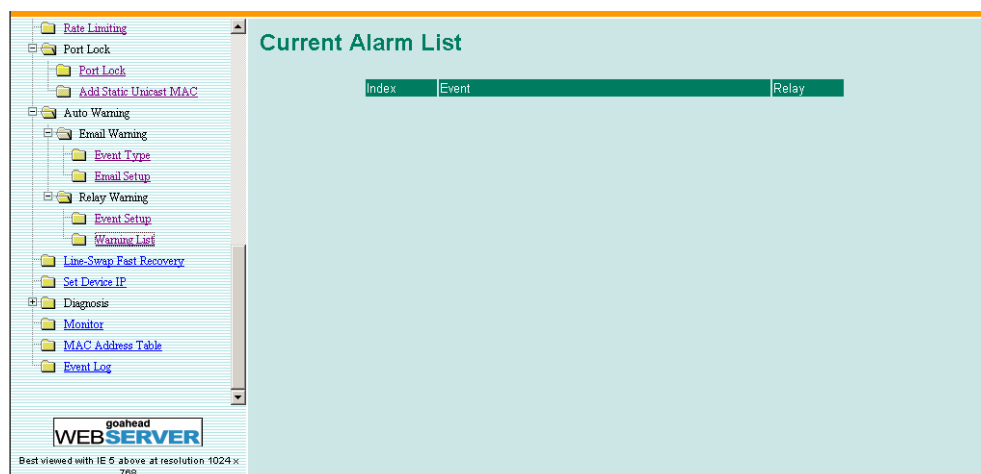 Rate Limiting
Port Lock
Port Lock
Add Static Unicast MAC
Auto Warning
Email Warning
Event Type
Email Setup
Relay Warning
Event Setup
Warning List
Line-Swap Fast Recovery
Set Device IP
Diagnosis
Monitor
MAC Address Table
Event Log
goahead
WEBSERVER
Best viewed with IE 5 above at resolution 1024 x
768
Current Alarm List
Index Event Relay